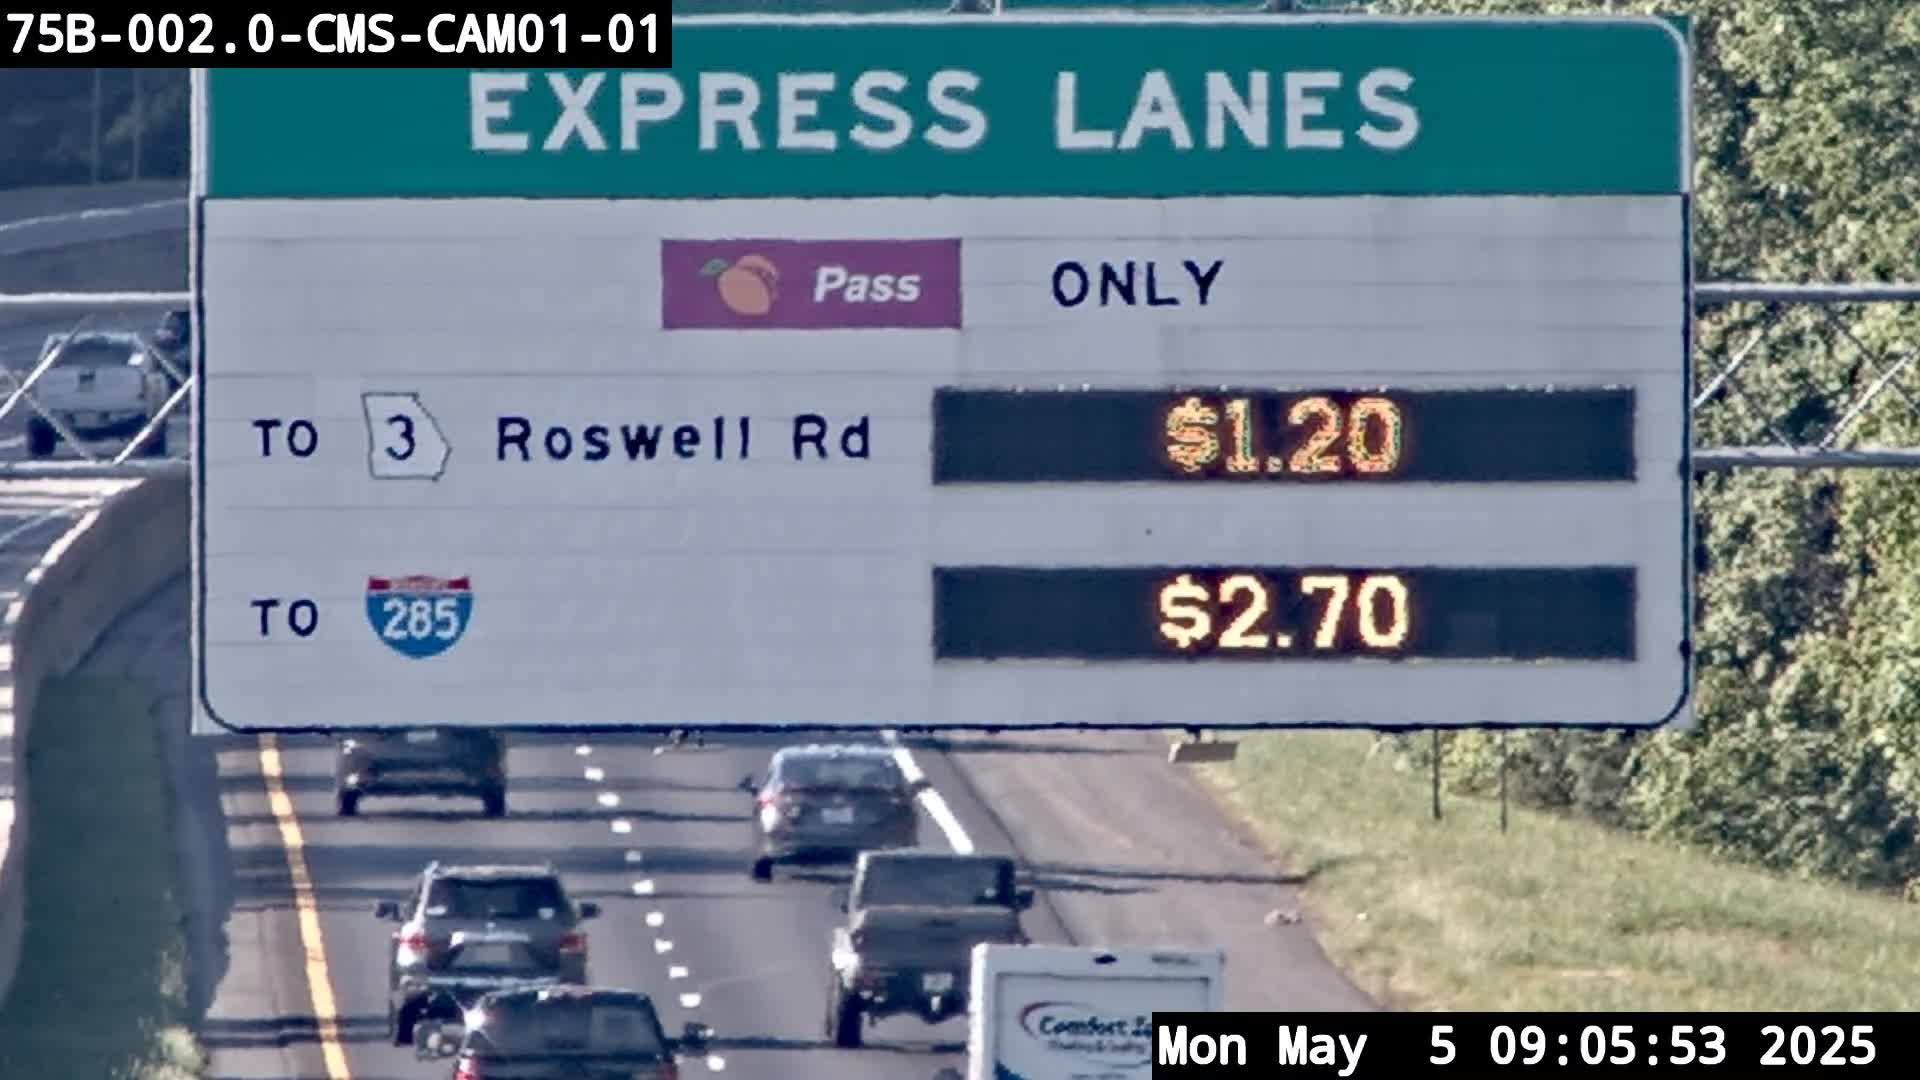 75B-002.0-CMS-CAM01-01
EXPRESS LANES
Pass ONLY
TO 3 Roswell Rd $1.20
TO 285 $2.70
Comfort
Mon May 5 09:05:53 2025